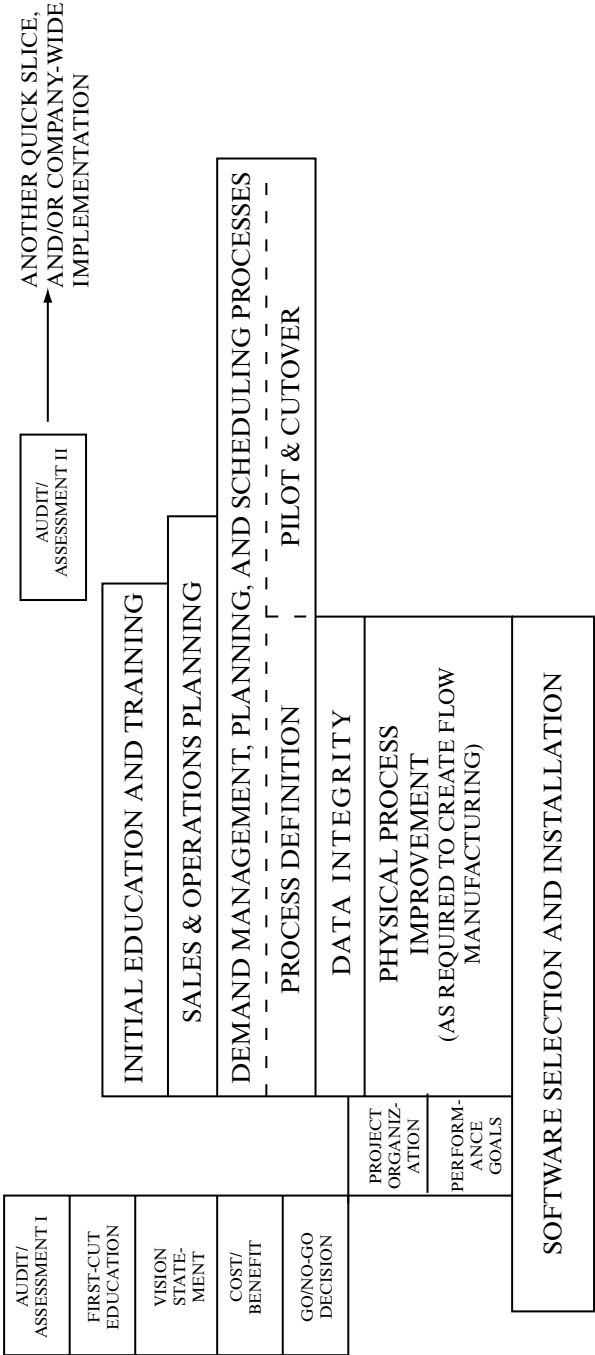 AUDIT/
ASSESSMENT I
FIRST-CUT
EDUCATION
VISION
STATE-
MENT
COST/
BENEFIT
GO/NO-GO
DECISION
PROJECT
ORGANIZ-
ATION
PERFORM-
ANCE
GOALS
INITIAL EDUCATION AND TRAINING
SALES & OPERATIONS PLANNING
DEMAND MANAGEMENT, PLANNING, AND SCHEDULING PROCESSES
PROCESS DEFINITION
PILOT & CUTOVER
DATA INTEGRITY
PHYSICAL PROCESS
IMPROVEMENT
(AS REQUIRED TO CREATE FLOW
MANUFACTURING)
SOFTWARE SELECTION AND INSTALLATION
AUDIT/
ASSESSMENT II
ANOTHER QUICK SLICE,
AND/OR COMPANY-WIDE
IMPLEMENTATION